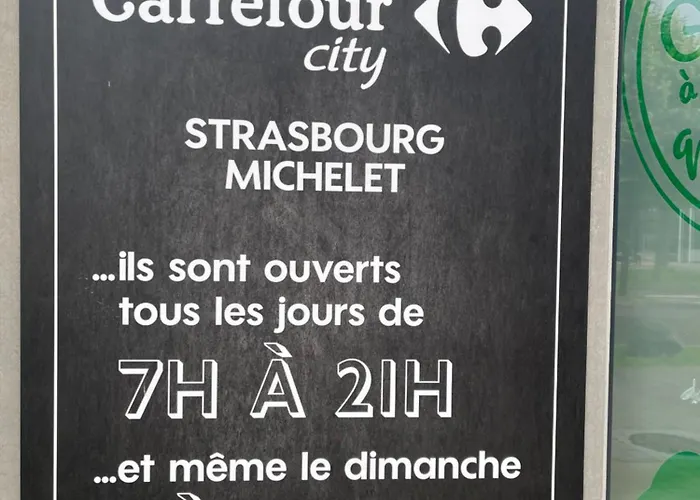 Carrefour
city
STRASBOURG
MICHELET
...ils sont ouverts
tous les jours de
7H À 21H
...et même le dimanche
à